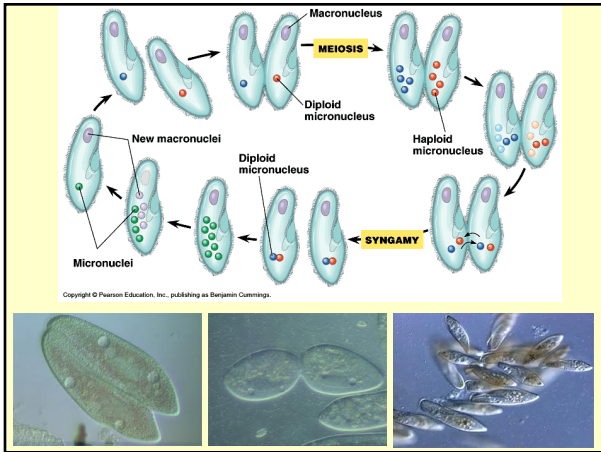 Macronucleus
MEIOSIS
Diploid
micronucleus
Haploid
micronucleus
New macronuclei
Diploid
micronucleus
SYNGAMY
Micronuclei
Copyright © Pearson Education, Inc., publishing as Benjamin Cummings.